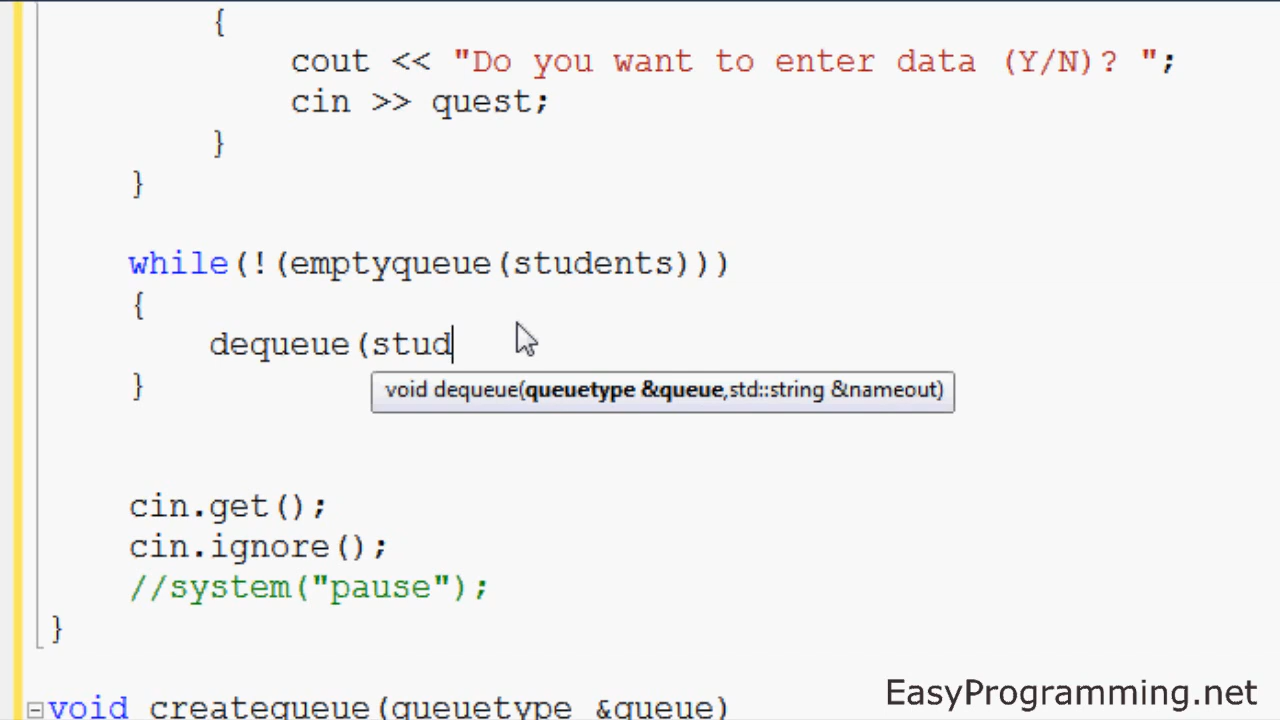 {
cout << "Do you want to enter data (Y/N)? ";
cin >> quest;
}
}
while(!(emptyqueue(students)))
{
dequeue(stud
}
void dequeue(queuetype &queue,std::string &nameout)
cin.get();
cin.ignore();
//system("pause");
}
void createqueue(queuetype &queue)
EasyProgramming.net